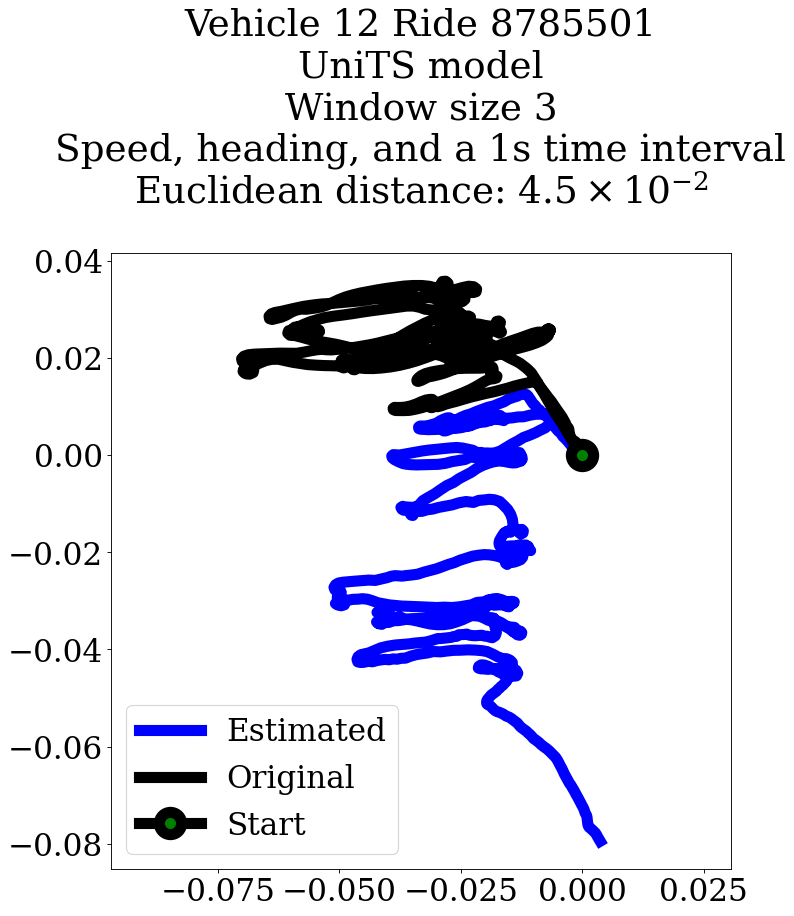 Vehicle 12 Ride 8785501
UniTS model
Window size 3
Speed, heading, and a 1s time interval
Euclidean distance: 4.5 × 10⁻²
0.04
0.02
0.00
−0.02
−0.04
−0.06
−0.08
Estimated
Original
Start
−0.075 −0.050 −0.025 0.000 0.025